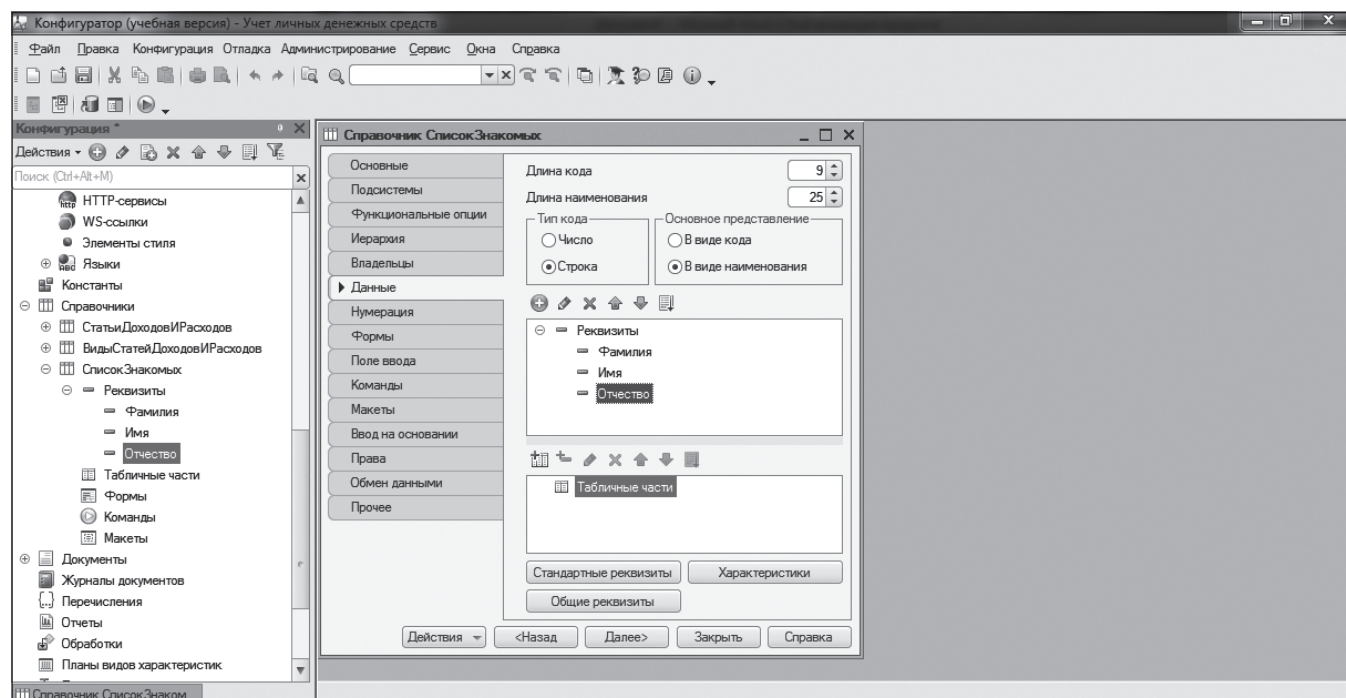 Конфигуратор (учебная версия) - Учет личных денежных средств
Файл Правка Конфигурация Отладка Администрирование Сервис Окна Справка
Конфигурация *
Действия
Поиск (Ctrl+Alt+M)
HTTP-сервисы
WS-ссылки
Элементы стиля
Языки
Константы
Справочники
СтатьиДоходовИРасходов
ВидыСтатейДоходовИРасходов
СписокЗнакомых
Реквизиты
Фамилия
Имя
Отчество
Табличные части
Формы
Команды
Макеты
Документы
Журналы документов
Перечисления
Отчеты
Обработки
Планы видов характеристик
Справочник СписокЗнаком
Справочник СписокЗнакомых
Основные
Подсистемы
Функциональные опции
Иерархия
Владельцы
Данные
Нумерация
Формы
Поле ввода
Команды
Макеты
Ввод на основании
Права
Обмен данными
Прочее
Длина кода 9
Длина наименования 25
Тип кода Основное представление
Число В виде кода
Строка В виде наименования
Реквизиты
Фамилия
Имя
Отчество
Табличные части
Стандартные реквизиты Характеристики
Общие реквизиты
Действия <Назад Далее> Закрыть Справка